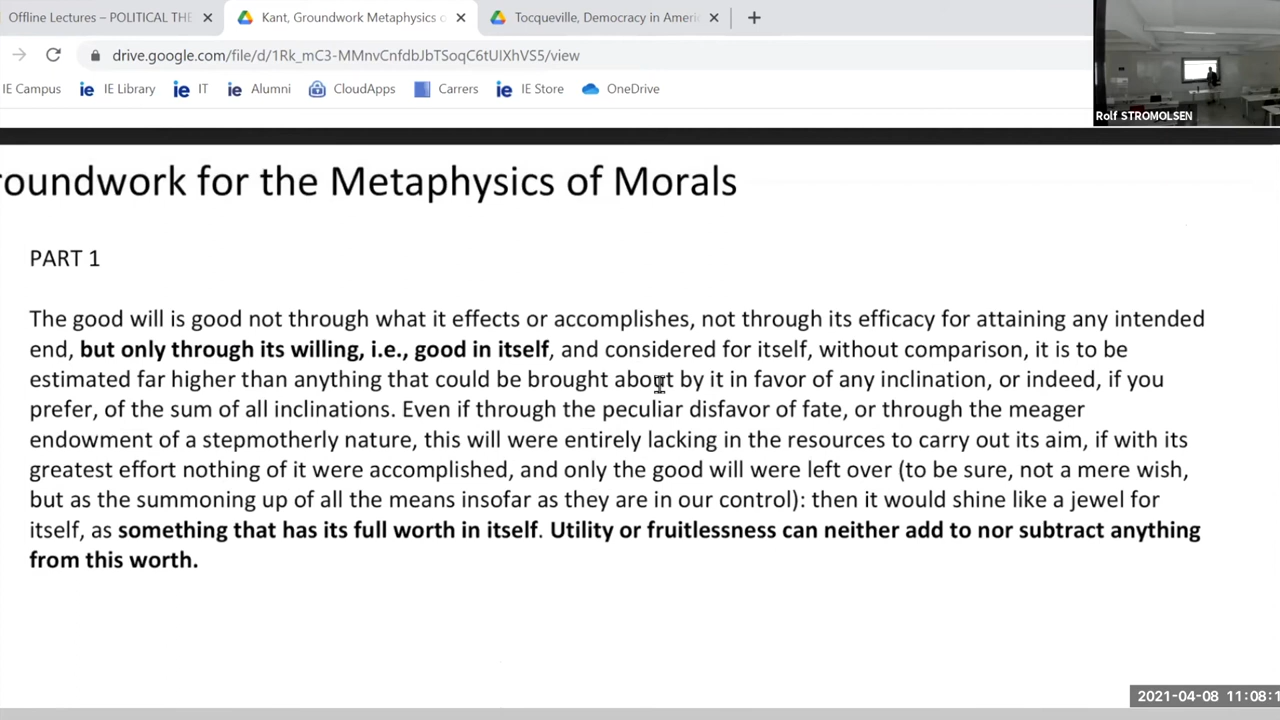 Offline Lectures – POLITICAL THE
Kant, Groundwork Metaphysics o
Tocqueville, Democracy in Ameri
drive.google.com/file/d/1Rk_mC3-MMnvCnfdbJbTSoqC6tUIXhVS5/view
IE Campus
ie IE Library
ie IT
ie Alumni
CloudApps
Carrers
ie IE Store
OneDrive
Rolf STROMOLSEN
roundwork for the Metaphysics of Morals
PART 1
The good will is good not through what it effects or accomplishes, not through its efficacy for attaining any intended
end, but only through its willing, i.e., good in itself, and considered for itself, without comparison, it is to be
estimated far higher than anything that could be brought about by it in favor of any inclination, or indeed, if you
prefer, of the sum of all inclinations. Even if through the peculiar disfavor of fate, or through the meager
endowment of a stepmotherly nature, this will were entirely lacking in the resources to carry out its aim, if with its
greatest effort nothing of it were accomplished, and only the good will were left over (to be sure, not a mere wish,
but as the summoning up of all the means insofar as they are in our control): then it would shine like a jewel for
itself, as something that has its full worth in itself. Utility or fruitlessness can neither add to nor subtract anything
from this worth.
2021-04-08 11:08:1